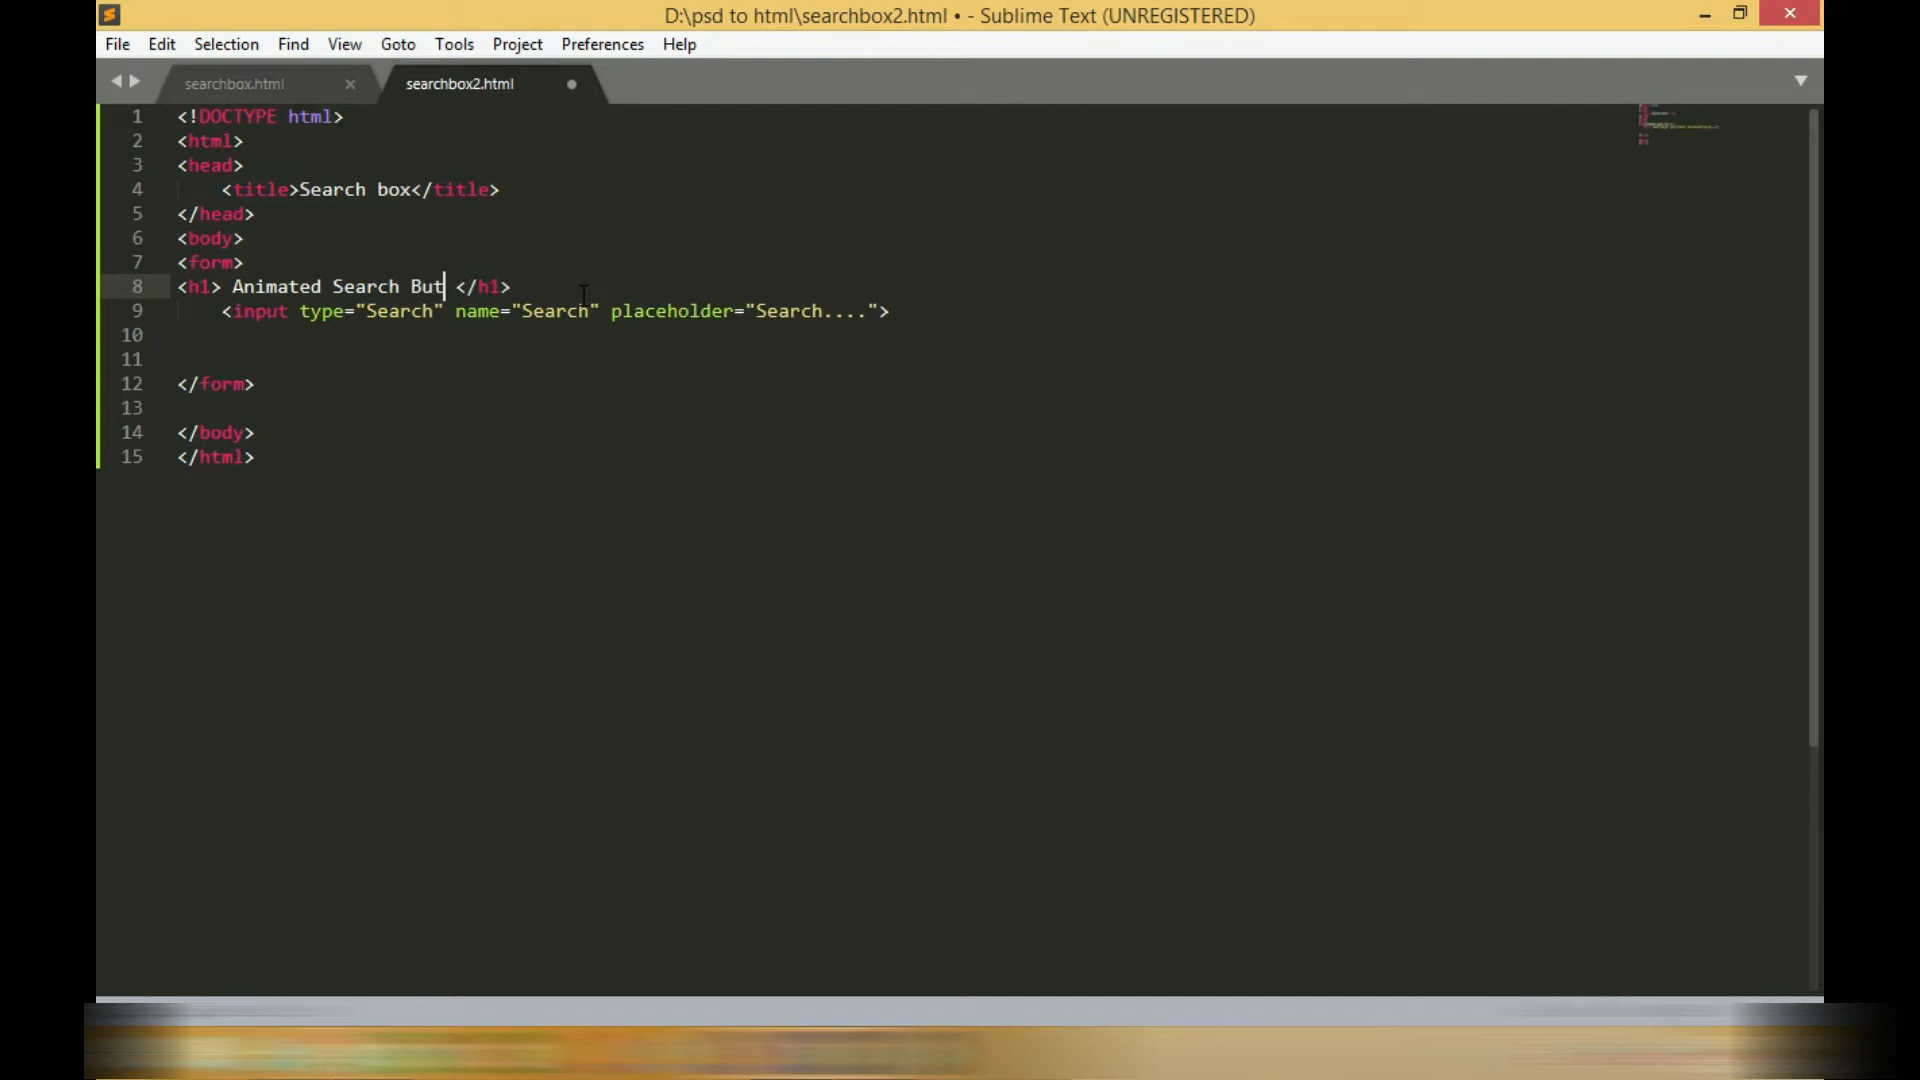 D:\psd to html\searchbox2.html • - Sublime Text (UNREGISTERED)
File Edit Selection Find View Goto Tools Project Preferences Help
searchbox.html searchbox2.html
1 <!DOCTYPE html>
2 <html>
3 <head>
4 <title>Search box</title>
5 </head>
6 <body>
7 <form>
8 <h1> Animated Search But </h1>
9 <input type="Search" name="Search" placeholder="Search....">
10
11
12 </form>
13
14 </body>
15 </html>